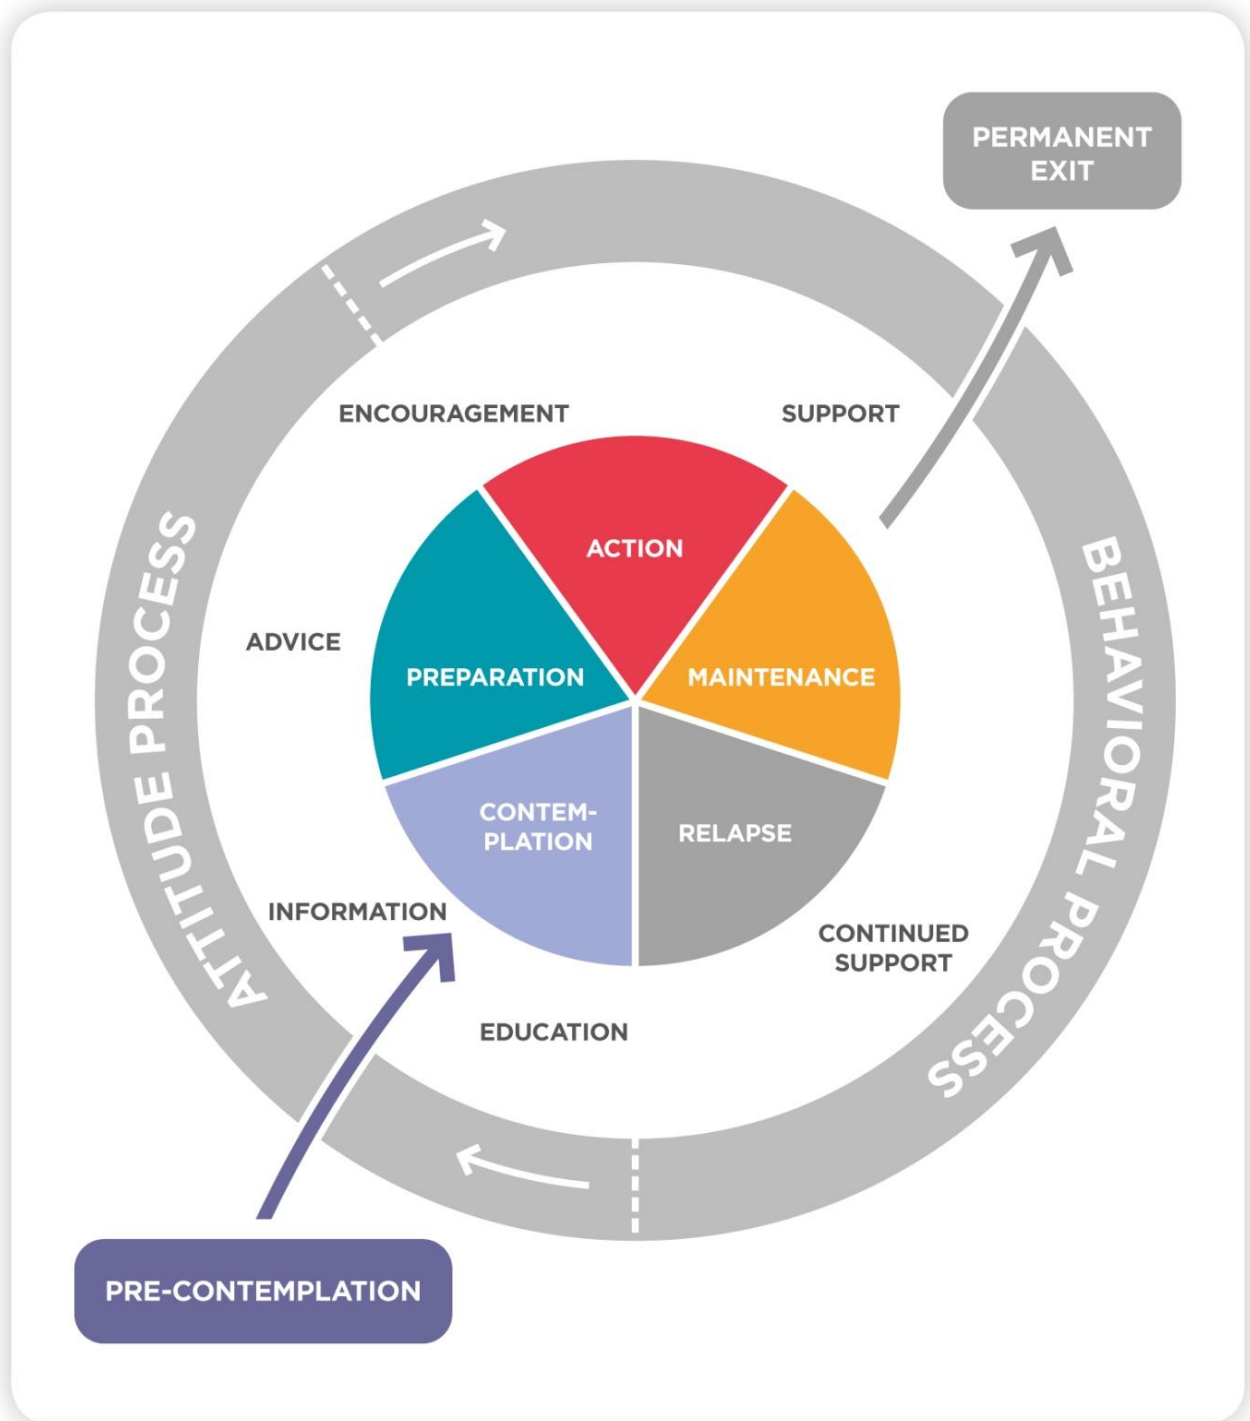 PERMANENT
EXIT
ENCOURAGEMENT
SUPPORT
ATTITUDE PROCESS
BEHAVIORAL PROCESS
ACTION
ADVICE
PREPARATION
MAINTENANCE
CONTEM-
PLATION
RELAPSE
INFORMATION
CONTINUED
SUPPORT
EDUCATION
PRE-CONTEMPLATION